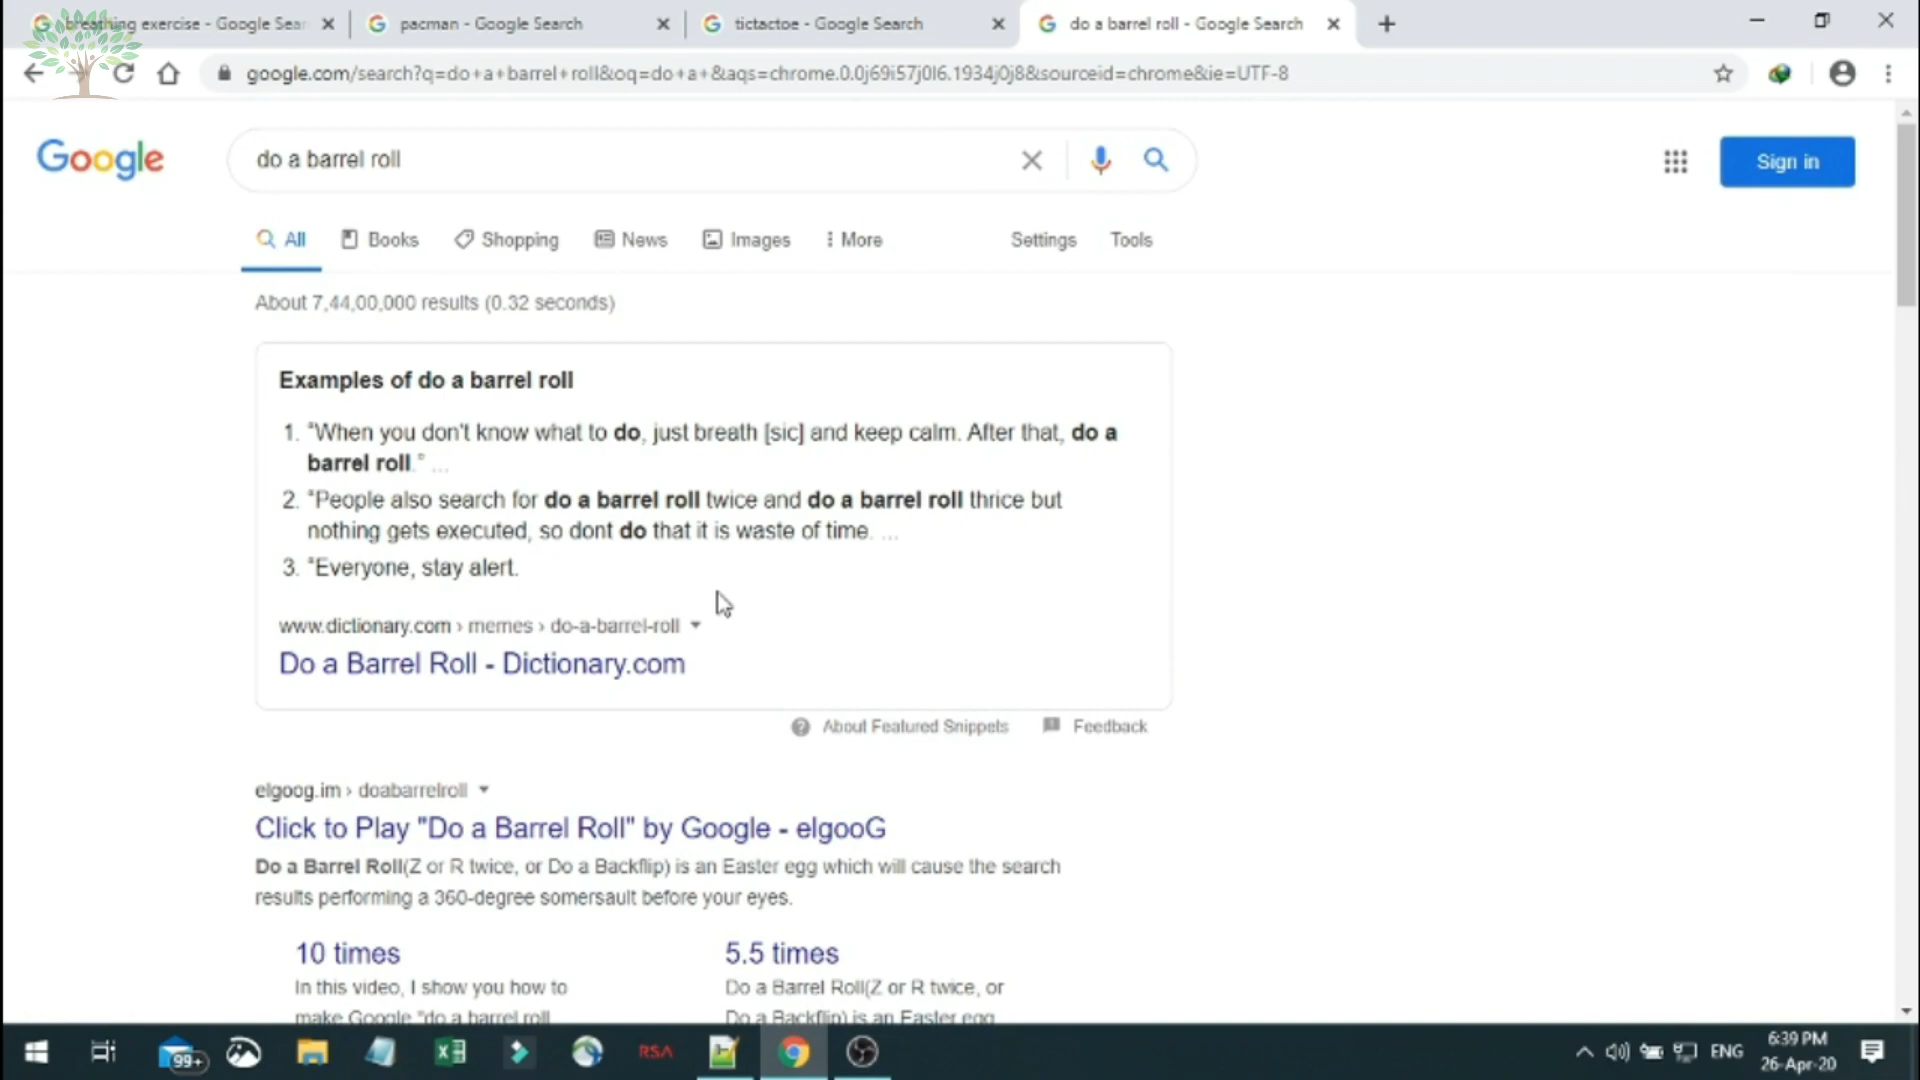 breathing exercise - Google Sear
pacman - Google Search
tictactoe - Google Search
do a barrel roll - Google Search
google.com/search?q=do+a+barrel+roll&oq=do+a+&aqs=chrome.0.0j69i57j0l6.1934j0j8&sourceid=chrome&ie=UTF-8
Google
do a barrel roll
Sign in
All
Books
Shopping
News
Images
More
Settings
Tools
About 7,44,00,000 results (0.32 seconds)
Examples of do a barrel roll
1. "When you don't know what to do, just breath [sic] and keep calm. After that, do a
barrel roll." ...
2. "People also search for do a barrel roll twice and do a barrel roll thrice but
nothing gets executed, so dont do that it is waste of time. ...
3. "Everyone, stay alert.
www.dictionary.com › memes › do-a-barrel-roll
Do a Barrel Roll - Dictionary.com
About Featured Snippets
Feedback
elgoog.im › doabarrelroll
Click to Play "Do a Barrel Roll" by Google - elgooG
Do a Barrel Roll(Z or R twice, or Do a Backflip) is an Easter egg which will cause the search
results performing a 360-degree somersault before your eyes.
10 times
In this video, I show you how to
make Google "do a barrel roll
5.5 times
Do a Barrel Roll(Z or R twice, or
Do a Backflip) is an Easter egg
99+
RSA
ENG
6:39 PM
26-Apr-20